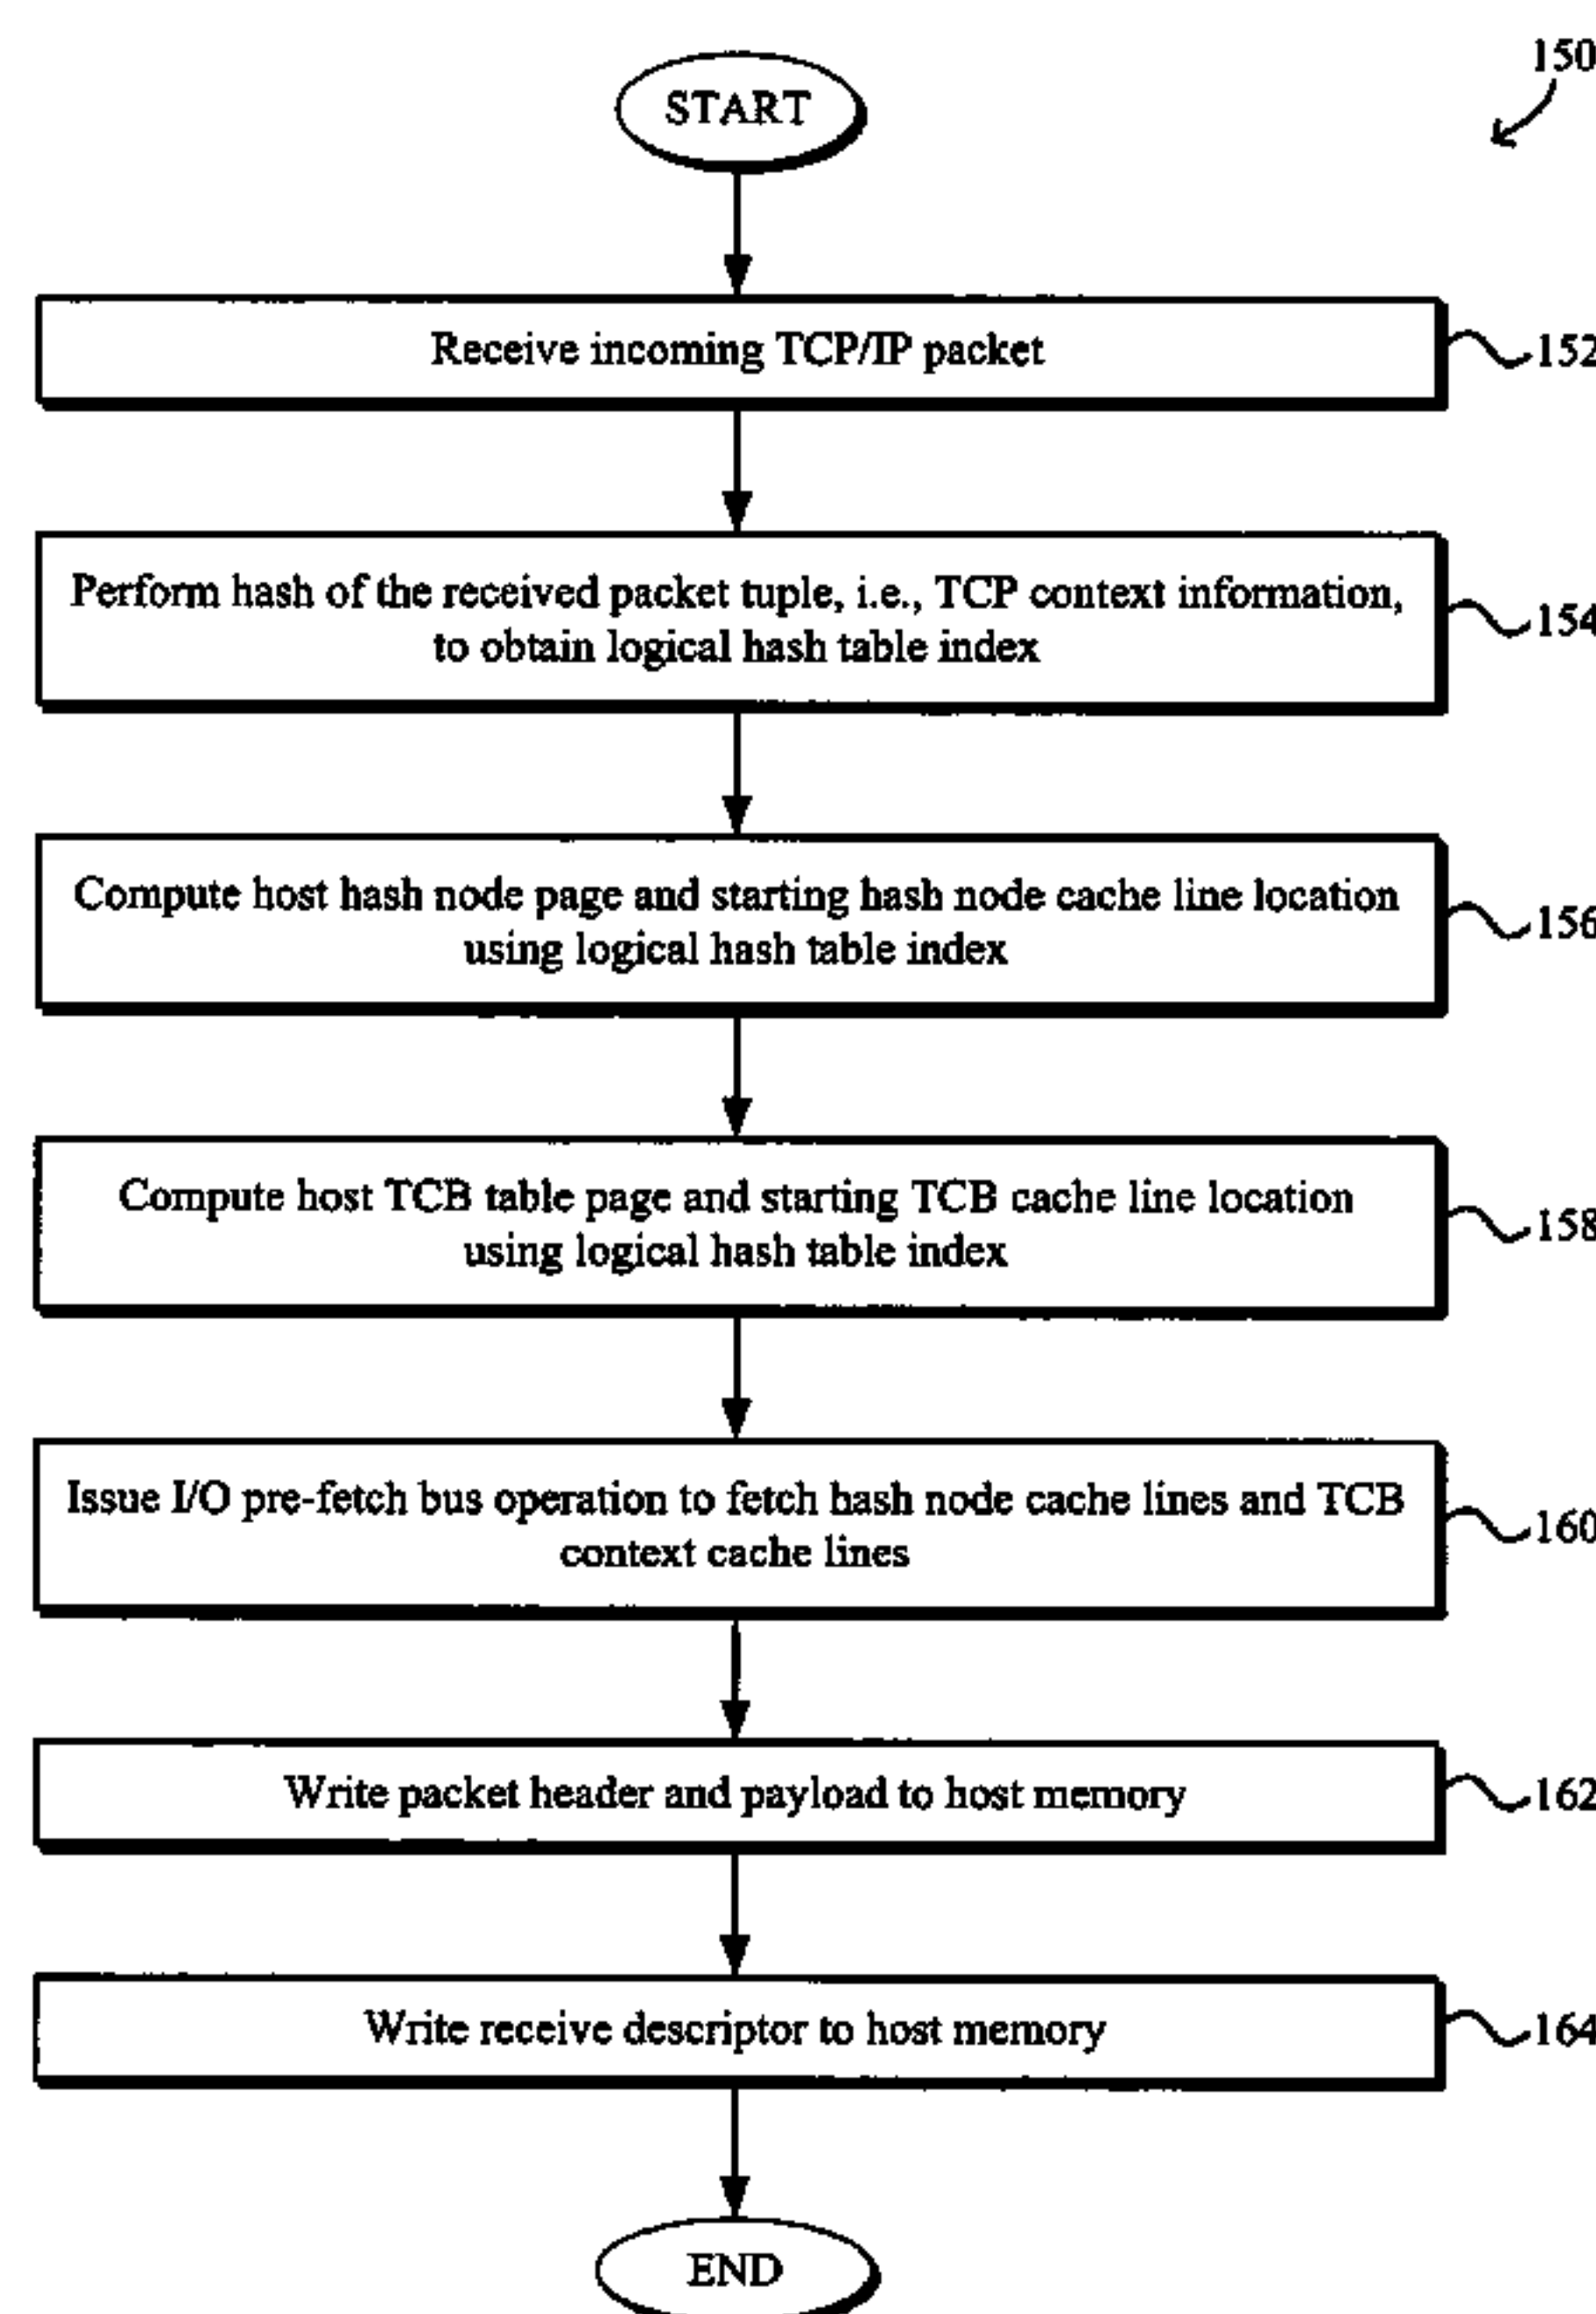 START
150
Receive incoming TCP/IP packet
152
Perform hash of the received packet tuple, i.e., TCP context information,
to obtain logical hash table index
154
Compute host hash node page and starting hash node cache line location
using logical hash table index
156
Compute host TCB table page and starting TCB cache line location
using logical hash table index
158
Issue I/O pre-fetch bus operation to fetch hash node cache lines and TCB
context cache lines
160
Write packet header and payload to host memory
162
Write receive descriptor to host memory
164
END